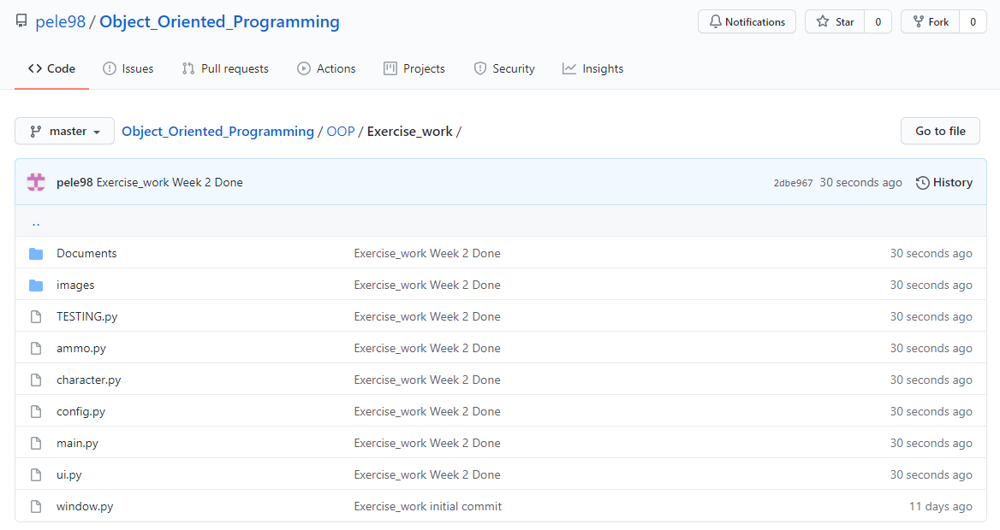 pele98 / Object_Oriented_Programming Notifications Star 0 Fork 0
Code Issues Pull requests Actions Projects Security Insights
master Object_Oriented_Programming / OOP / Exercise_work / Go to file
pele98 Exercise_work Week 2 Done 2dbe967 30 seconds ago History
..
Documents Exercise_work Week 2 Done 30 seconds ago
images Exercise_work Week 2 Done 30 seconds ago
TESTING.py Exercise_work Week 2 Done 30 seconds ago
ammo.py Exercise_work Week 2 Done 30 seconds ago
character.py Exercise_work Week 2 Done 30 seconds ago
config.py Exercise_work Week 2 Done 30 seconds ago
main.py Exercise_work Week 2 Done 30 seconds ago
ui.py Exercise_work Week 2 Done 30 seconds ago
window.py Exercise_work initial commit 11 days ago